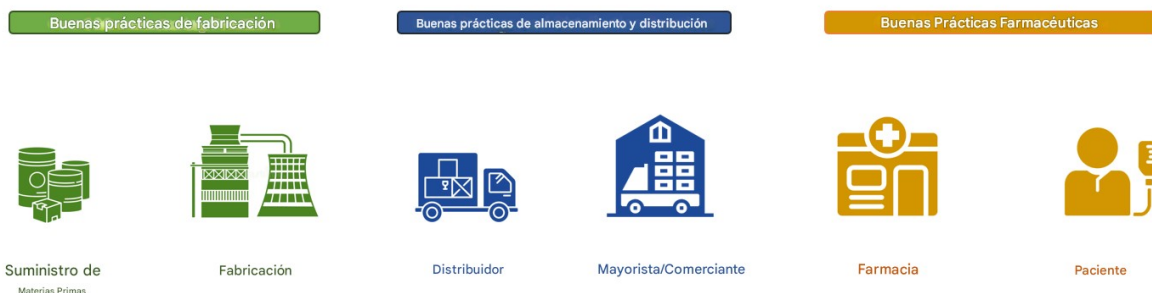 Buenas prácticas de fabricación
Buenas prácticas de almacenamiento y distribución
Buenas Prácticas Farmacéuticas
Suministro de
Materias Primas
Fabricación
Distribuidor
Mayorista/Comerciante
Farmacia
Paciente